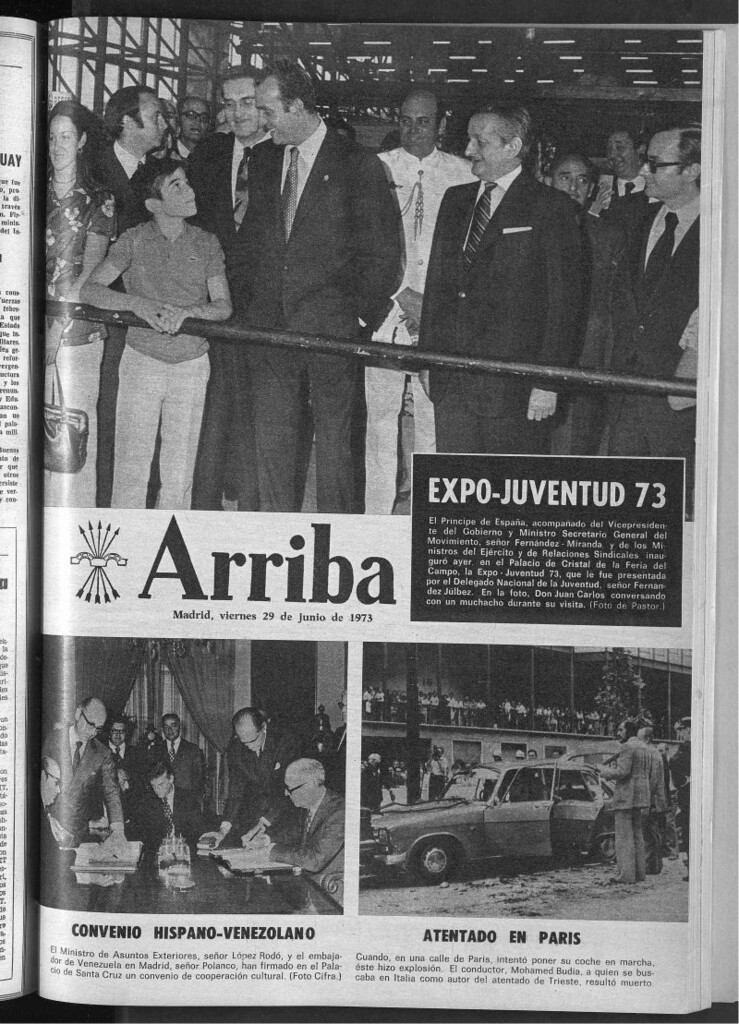 UAY
EXPO-JUVENTUD 73
El Príncipe de España, acompañado del Vicepresiden-
te del Gobierno y Ministro Secretario General del
Movimiento, señor Fernández-Miranda, y de los Mi-
nistros del Ejército y de Relaciones Sindicales, inau-
guró ayer, en el Palacio de Cristal de la Feria del
Campo, la Expo-Juventud 73, que le fue presentada
por el Delegado Nacional de la Juventud, señor Fernán-
dez Júlbez. En la foto, Don Juan Carlos conversando
con un muchacho durante su visita. (Foto de Pastor.)
Arriba
Madrid, viernes 29 de junio de 1973
CONVENIO HISPANO-VENEZOLANO
El Ministro de Asuntos Exteriores, señor López Rodó, y el embaja-
dor de Venezuela en Madrid, señor Polanco, han firmado en el Pala-
cio de Santa Cruz un convenio de cooperación cultural. (Foto Cifra.)
ATENTADO EN PARIS
Cuando, en una calle de París, intentó poner su coche en marcha,
éste hizo explosión. El conductor, Mohamed Budia, a quien se bus-
caba en Italia como autor del atentado de Trieste, resultó muerto.